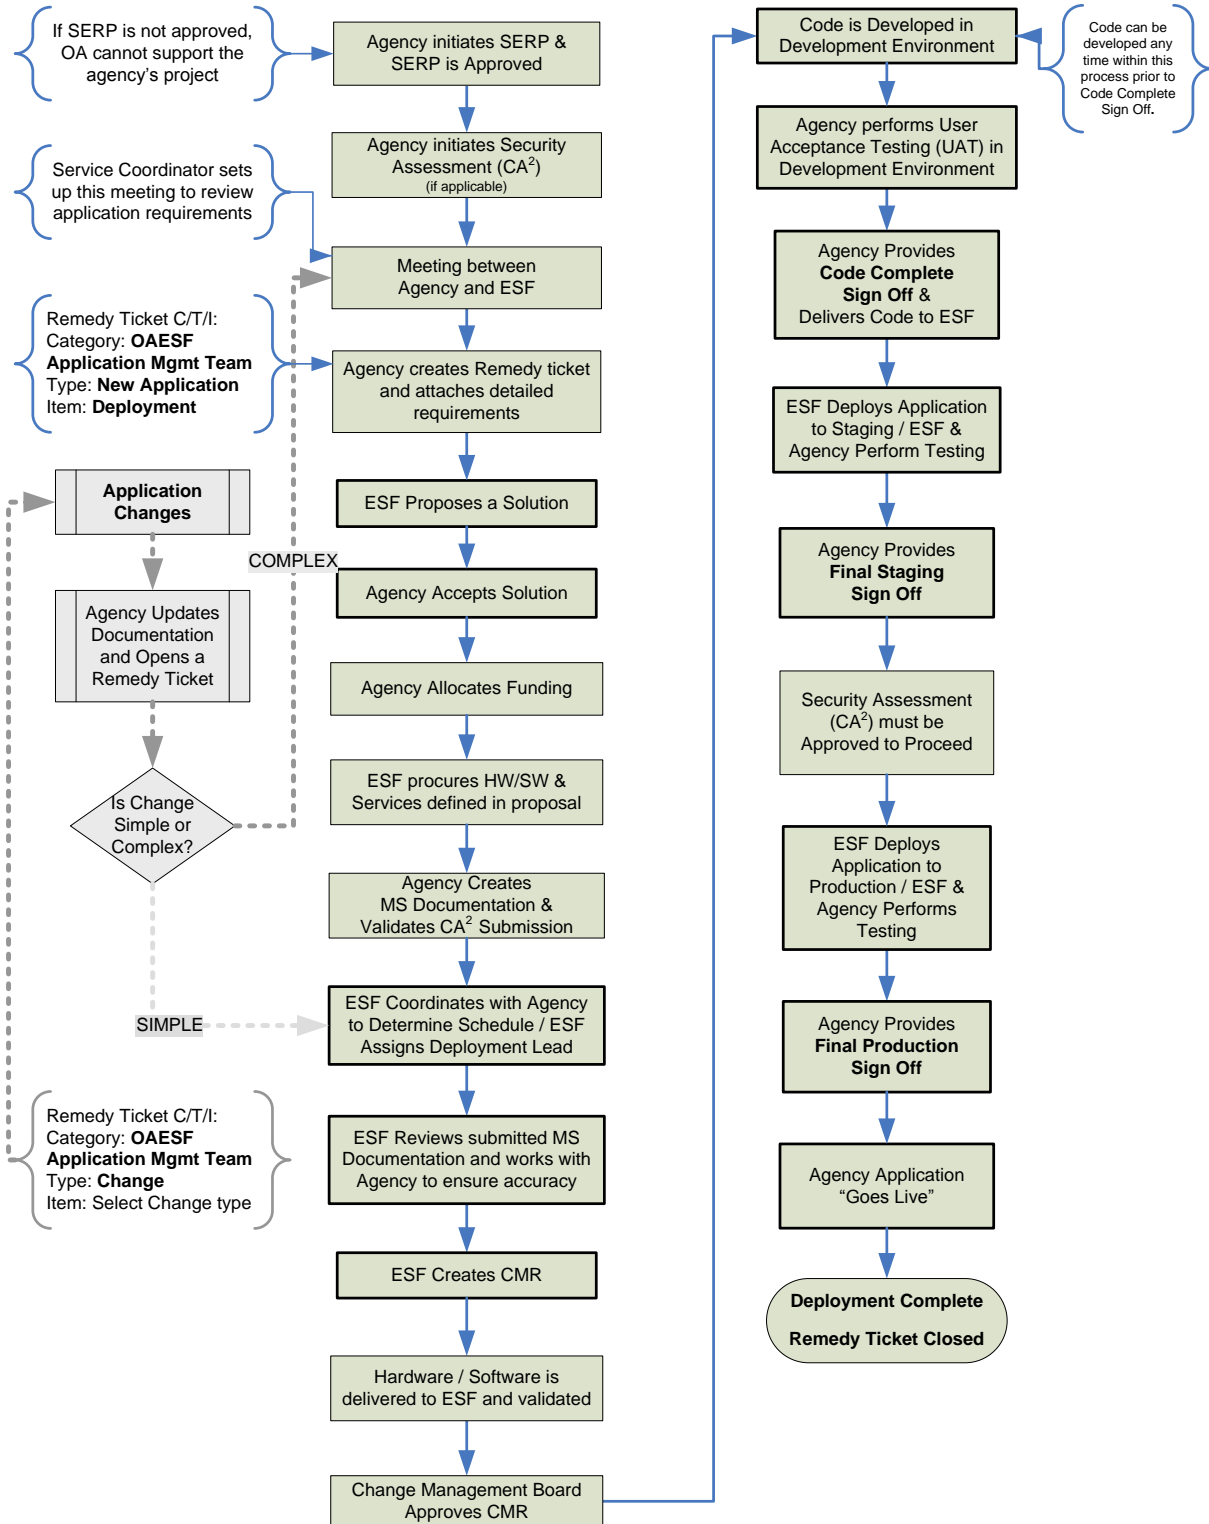 If SERP is not approved,
OA cannot support the
agency's project
Agency initiates SERP &
SERP is Approved
Agency initiates Security
Assessment (CA²)
(if applicable)
Service Coordinator sets
up this meeting to review
application requirements
Meeting between
Agency and ESF
Remedy Ticket C/T/I:
Category: OAESF
Application Mgmt Team
Type: New Application
Item: Deployment
Agency creates Remedy ticket
and attaches detailed
requirements
Application
Changes
ESF Proposes a Solution
COMPLEX
Agency Accepts Solution
Agency Updates
Documentation
and Opens a
Remedy Ticket
Agency Allocates Funding
Is Change
Simple or
Complex?
ESF procures HW/SW &
Services defined in proposal
Agency Creates
MS Documentation &
Validates CA² Submission
SIMPLE
ESF Coordinates with Agency
to Determine Schedule / ESF
Assigns Deployment Lead
Remedy Ticket C/T/I:
Category: OAESF
Application Mgmt Team
Type: Change
Item: Select Change type
ESF Reviews submitted MS
Documentation and works with
Agency to ensure accuracy
ESF Creates CMR
Hardware / Software is
delivered to ESF and validated
Change Management Board
Approves CMR
Code is Developed in
Development Environment
Code can be
developed any
time within this
process prior to
Code Complete
Sign Off.
Agency performs User
Acceptance Testing (UAT) in
Development Environment
Agency Provides
Code Complete
Sign Off &
Delivers Code to ESF
ESF Deploys Application
to Staging / ESF &
Agency Perform Testing
Agency Provides
Final Staging
Sign Off
Security Assessment
(CA²) must be
Approved to Proceed
ESF Deploys
Application to
Production / ESF &
Agency Performs
Testing
Agency Provides
Final Production
Sign Off
Agency Application
“Goes Live”
Deployment Complete
Remedy Ticket Closed